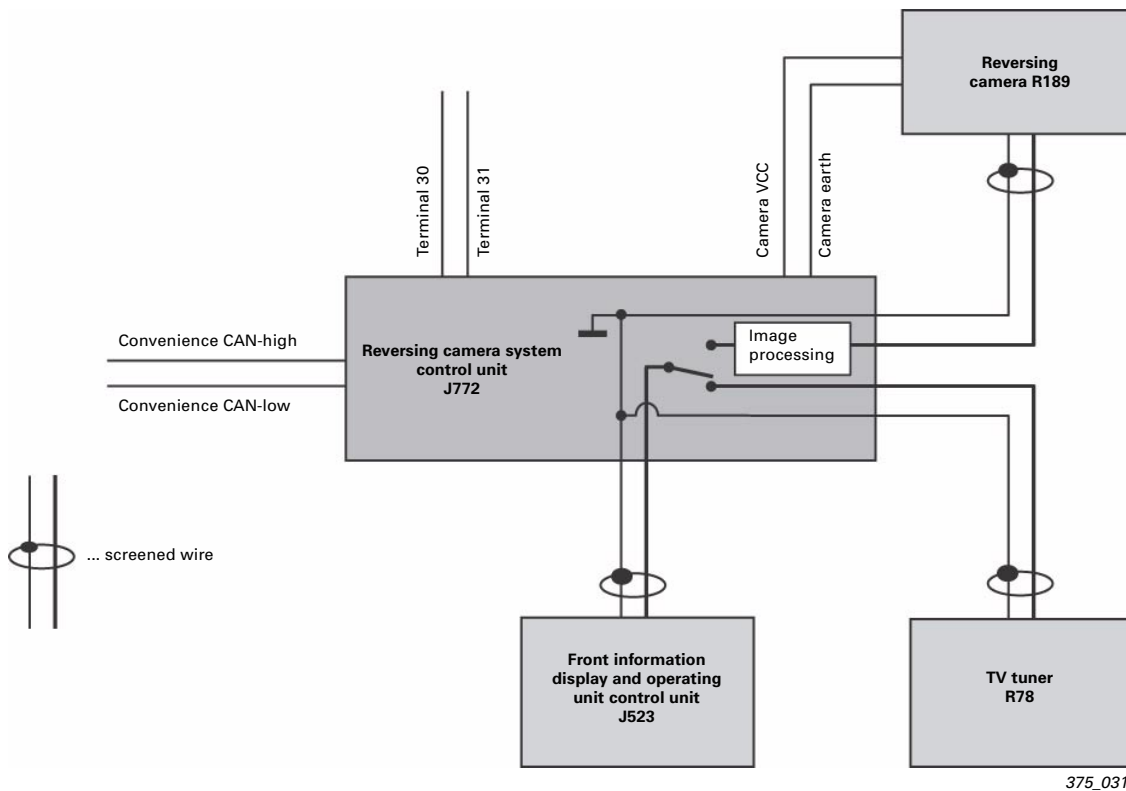 Reversing
camera R189
Terminal 30
Terminal 31
Camera VCC
Camera earth
Convenience CAN-high
Convenience CAN-low
Reversing camera system
control unit
J772
Image
processing
... screened wire
Front information
display and operating
unit control unit
J523
TV tuner
R78
375_031